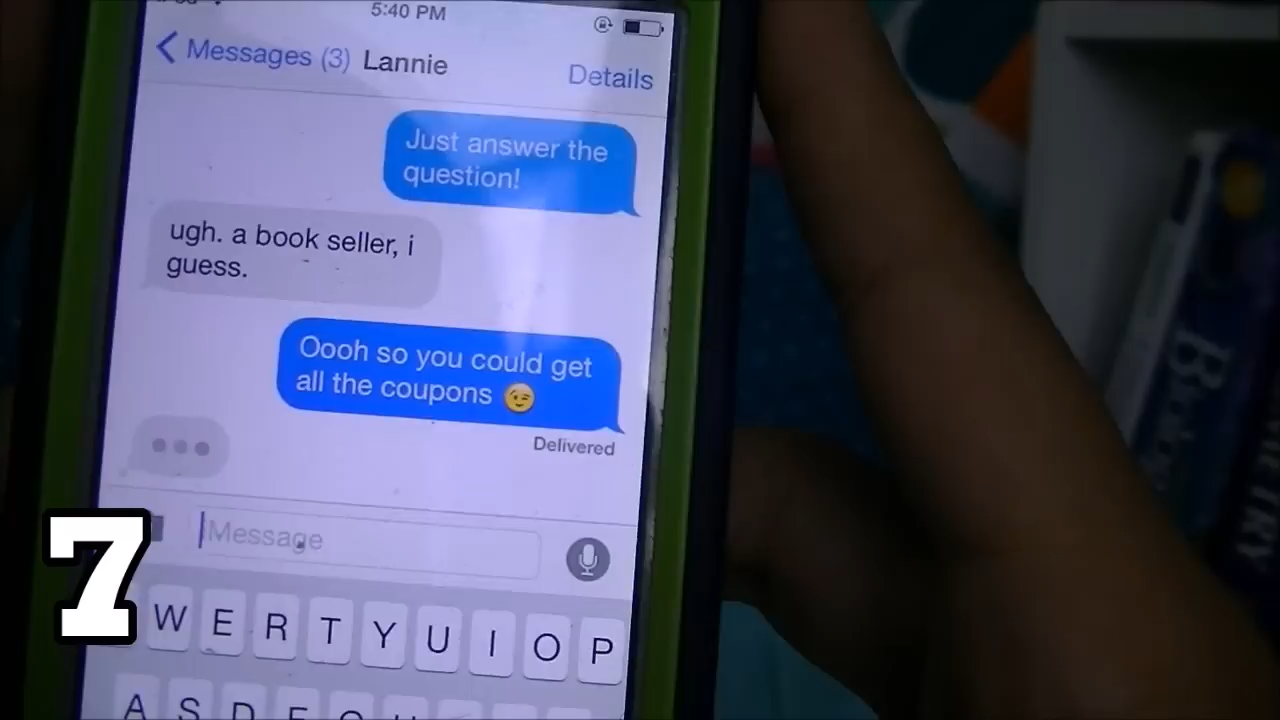 5:40 PM
Messages (3) Lannie
Details
Just answer the
question!
ugh. a book seller, i
guess.
Oooh so you could get
all the coupons 😉
Delivered
Message
W E R T Y U I O P
A S D F
7